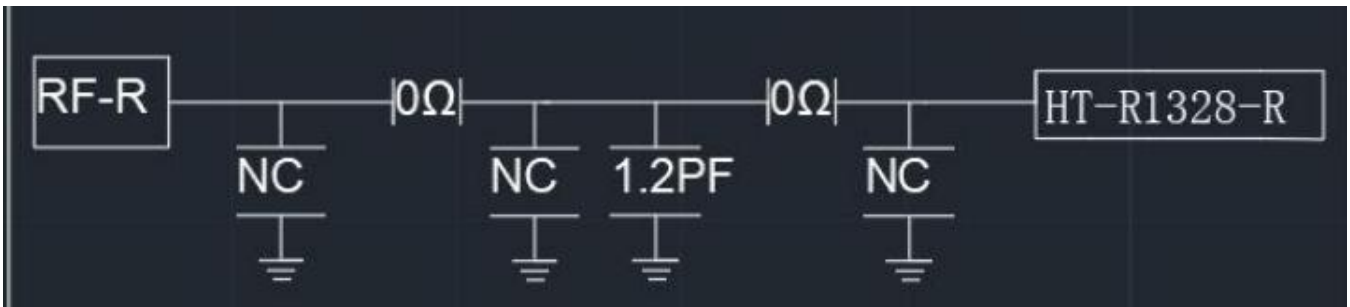 RF-R
0Ω
0Ω
HT-R1328-R
NC
NC
1.2PF
NC